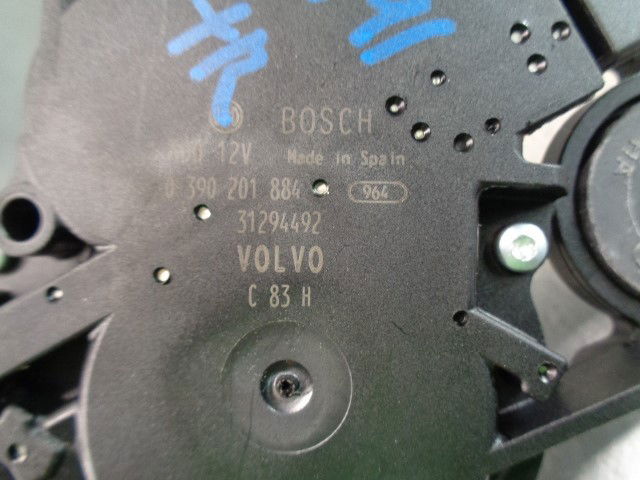 BOSCH
12V Made in Spain
0 390 201 884 964
31294492
VOLVO
C 83 H